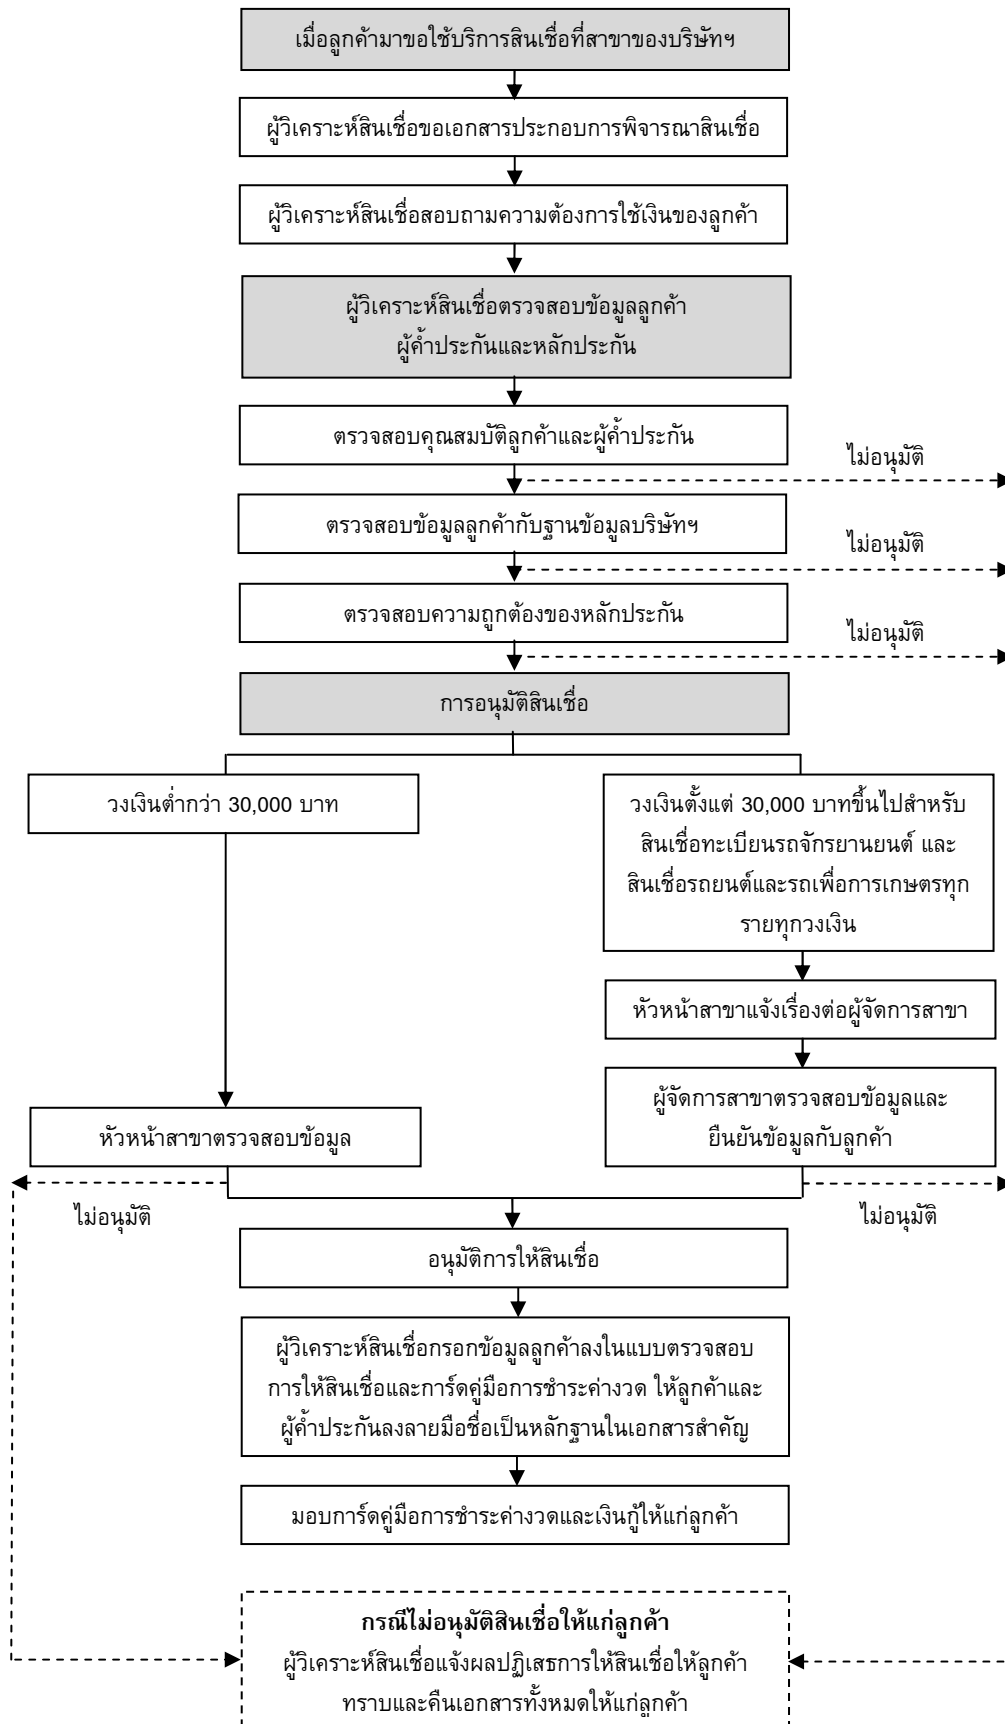 เมื่อลูกค้ามาขอใช้บริการสินเชื่อที่สาขาของบริษัทฯ
ผู้วิเคราะห์สินเชื่อขอเอกสารประกอบการพิจารณาสินเชื่อ
ผู้วิเคราะห์สินเชื่อสอบถามความต้องการใช้เงินของลูกค้า
ผู้วิเคราะห์สินเชื่อตรวจสอบข้อมูลลูกค้า
ผู้ค้ำประกันและหลักประกัน
ตรวจสอบคุณสมบัติลูกค้าและผู้ค้ำประกัน
ไม่อนุมัติ
ตรวจสอบข้อมูลลูกค้ากับฐานข้อมูลบริษัทฯ
ไม่อนุมัติ
ตรวจสอบความถูกต้องของหลักประกัน
ไม่อนุมัติ
การอนุมัติสินเชื่อ
วงเงินต่ำกว่า 30,000 บาท
วงเงินตั้งแต่ 30,000 บาทขึ้นไปสำหรับ
สินเชื่อทะเบียนรถจักรยานยนต์ และ
สินเชื่อรถยนต์และรถเพื่อการเกษตรทุก
รายทุกวงเงิน
หัวหน้าสาขาแจ้งเรื่องต่อผู้จัดการสาขา
ผู้จัดการสาขาตรวจสอบข้อมูลและ
ยืนยันข้อมูลกับลูกค้า
หัวหน้าสาขาตรวจสอบข้อมูล
ไม่อนุมัติ
ไม่อนุมัติ
อนุมัติการให้สินเชื่อ
ผู้วิเคราะห์สินเชื่อกรอกข้อมูลลูกค้าลงในแบบตรวจสอบ
การให้สินเชื่อและการ์ดคู่มือการชำระค่างวด ให้ลูกค้าและ
ผู้ค้ำประกันลงลายมือชื่อเป็นหลักฐานในเอกสารสำคัญ
มอบการ์ดคู่มือการชำระค่างวดและเงินกู้ให้แก่ลูกค้า
กรณีไม่อนุมัติสินเชื่อให้แก่ลูกค้า
ผู้วิเคราะห์สินเชื่อแจ้งผลปฏิเสธการให้สินเชื่อให้ลูกค้า
ทราบและคืนเอกสารทั้งหมดให้แก่ลูกค้า